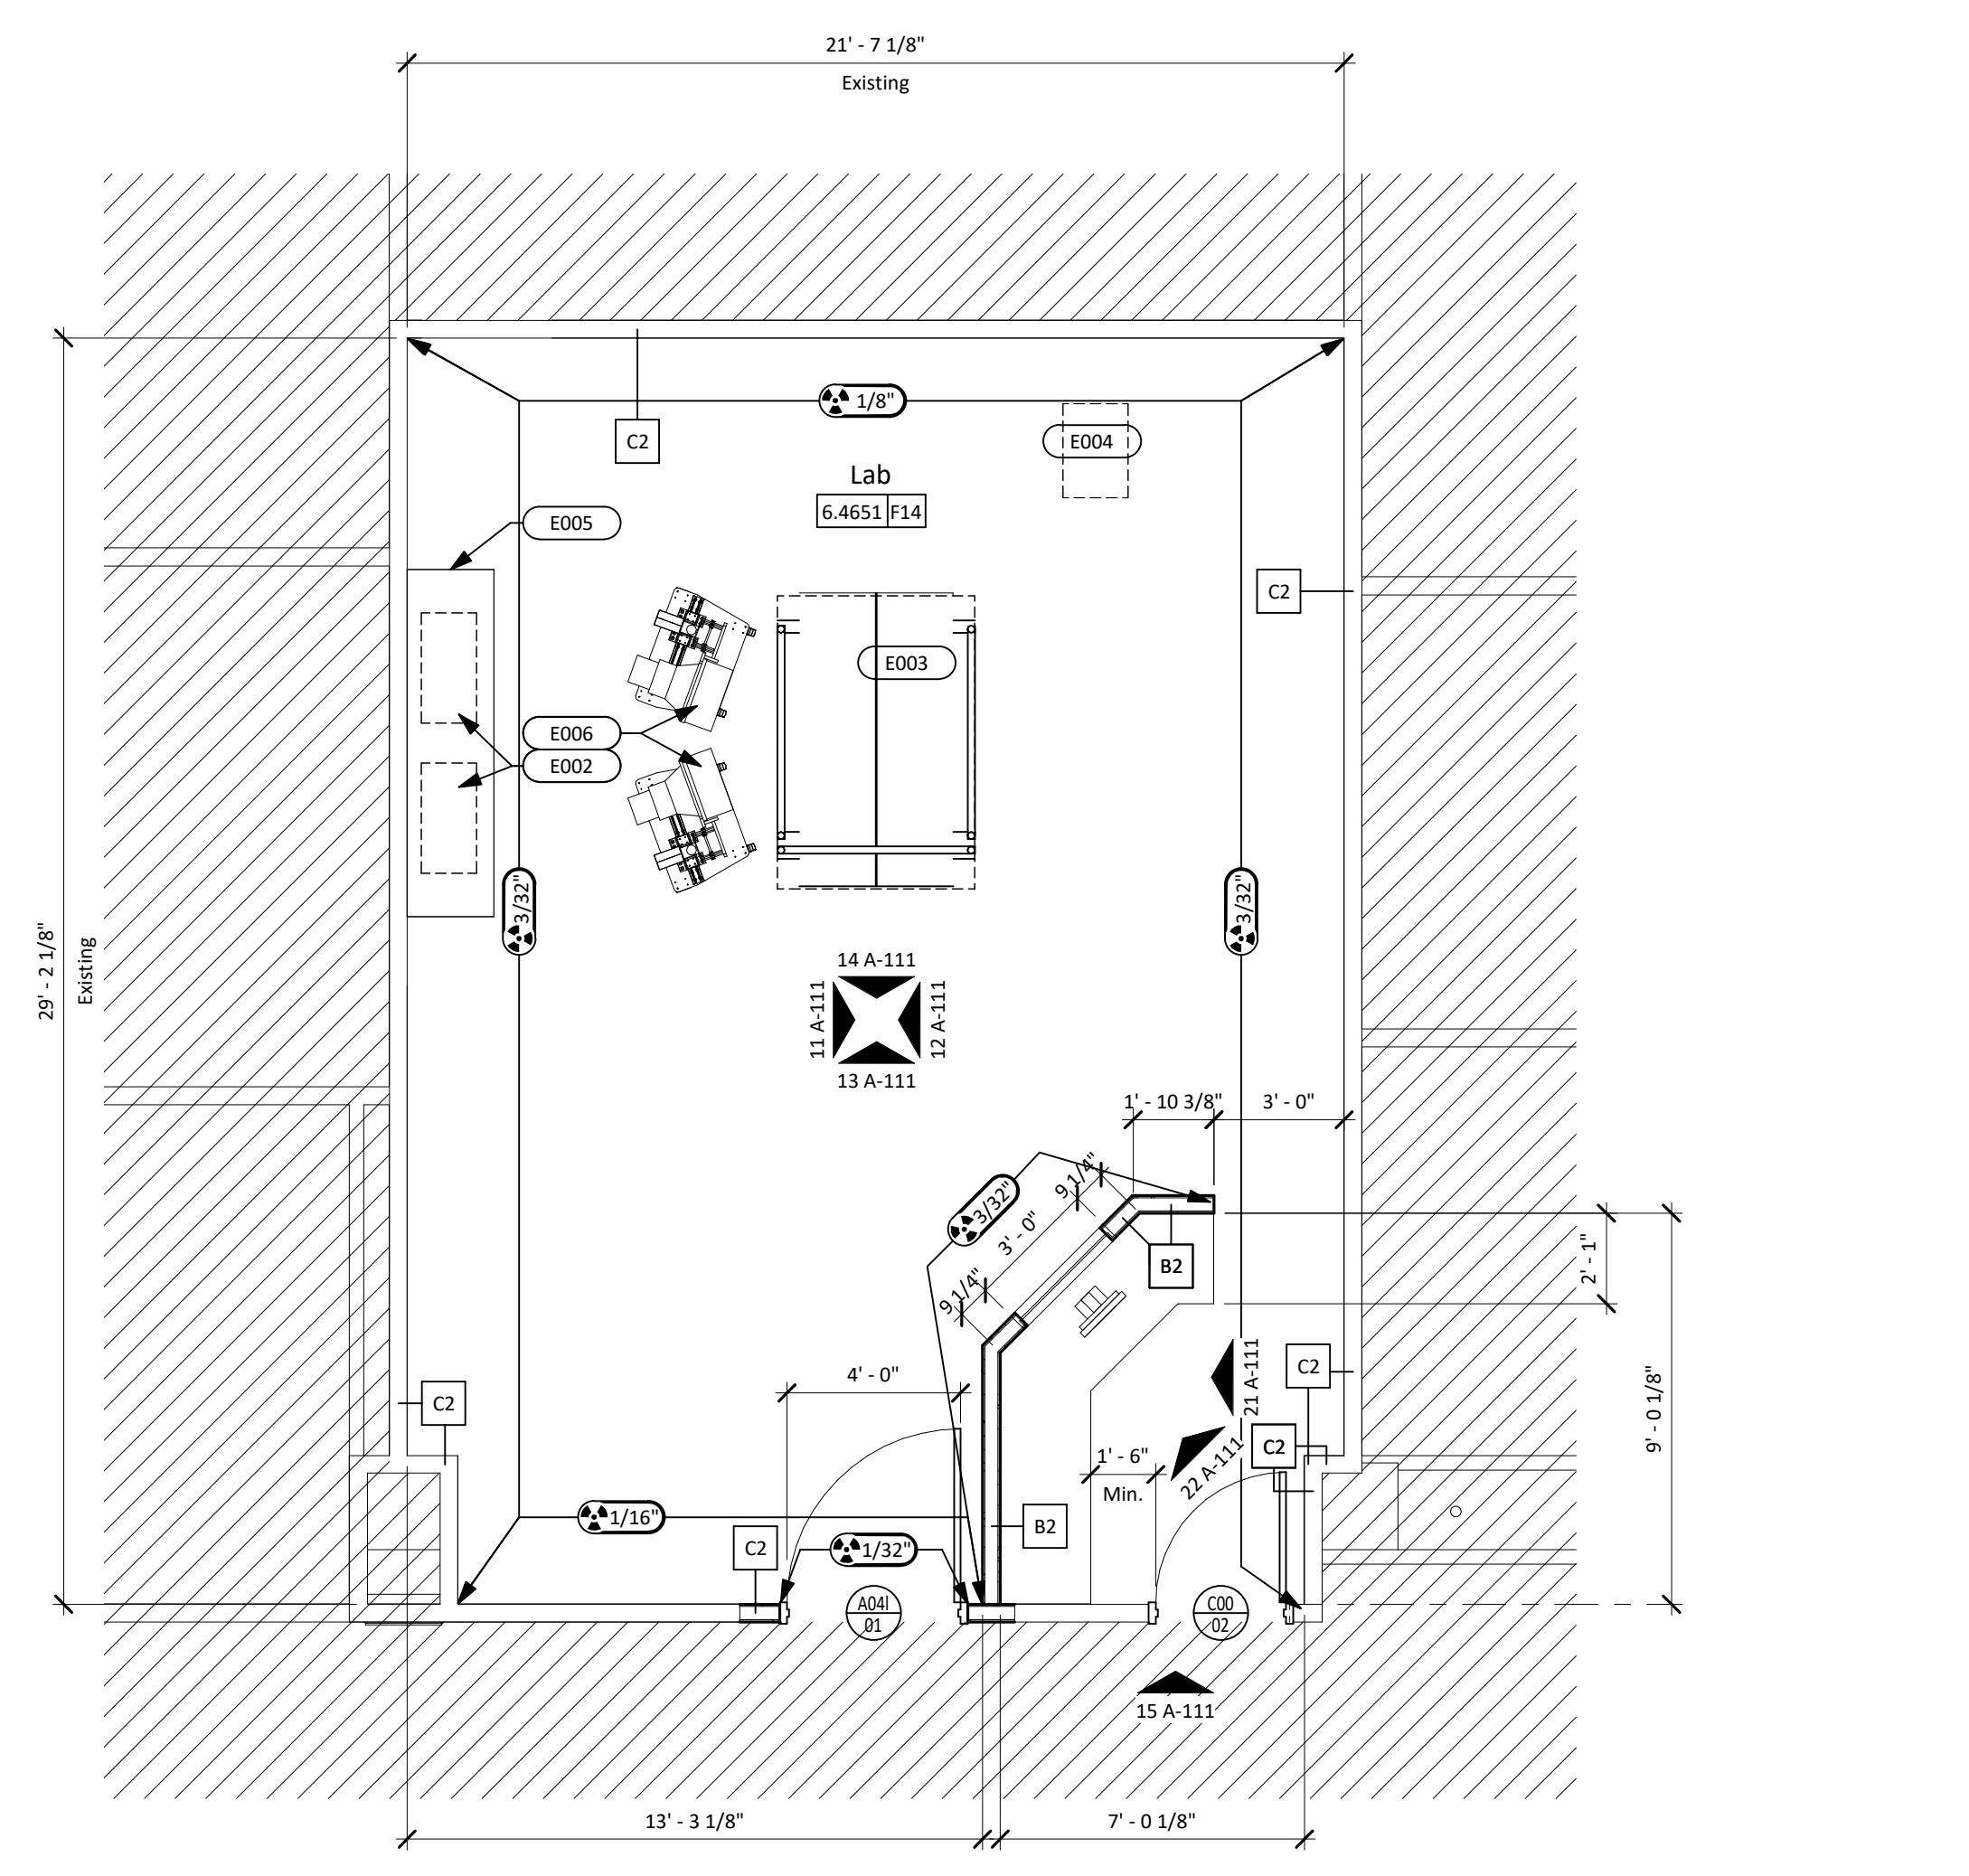 21' - 7 1/8"
Existing
1/8"
C2
E004
Lab
6.4651 F14
E005
C2
E003
E006
E002
3/32"
3/32"
29' - 2 1/8"
Existing
14 A-111
11 A-111
12 A-111
13 A-111
1' - 10 3/8"
3' - 0"
9 1/4"
3/32"
3' - 0"
B2
2' - 1"
9 1/4"
4' - 0"
C2
C2
21 A-111
9' - 0 1/8"
C2
22 A-111
1' - 6"
Min.
1/16"
C2
1/32"
B2
A04I
01
C00
02
15 A-111
13' - 3 1/8"
7' - 0 1/8"